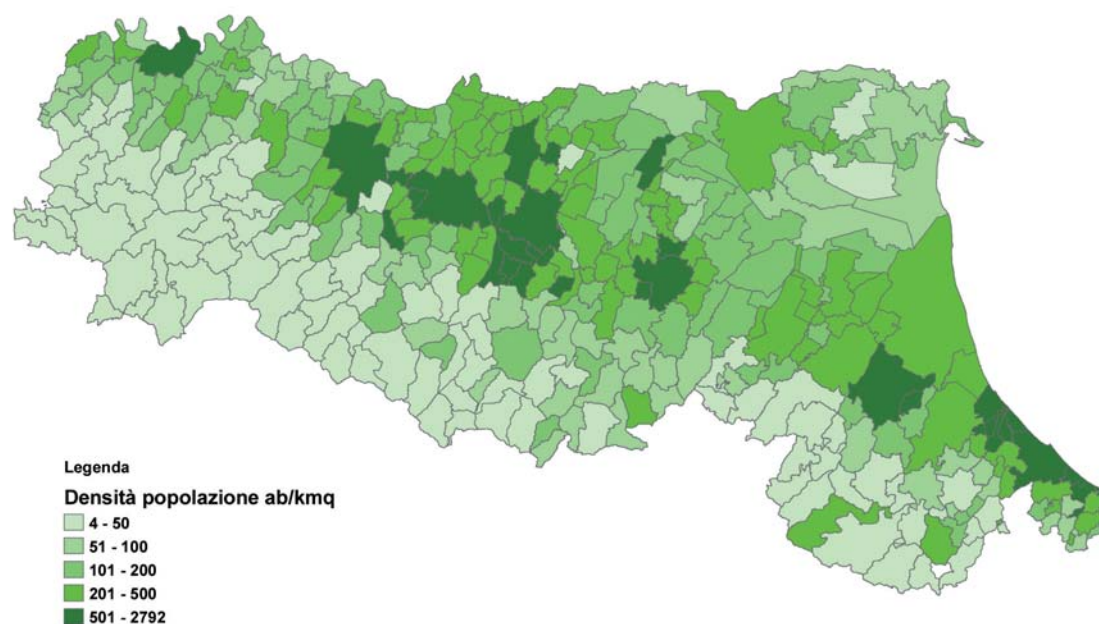 Legenda
Densità popolazione ab/kmq
4 - 50
51 - 100
101 - 200
201 - 500
501 - 2792